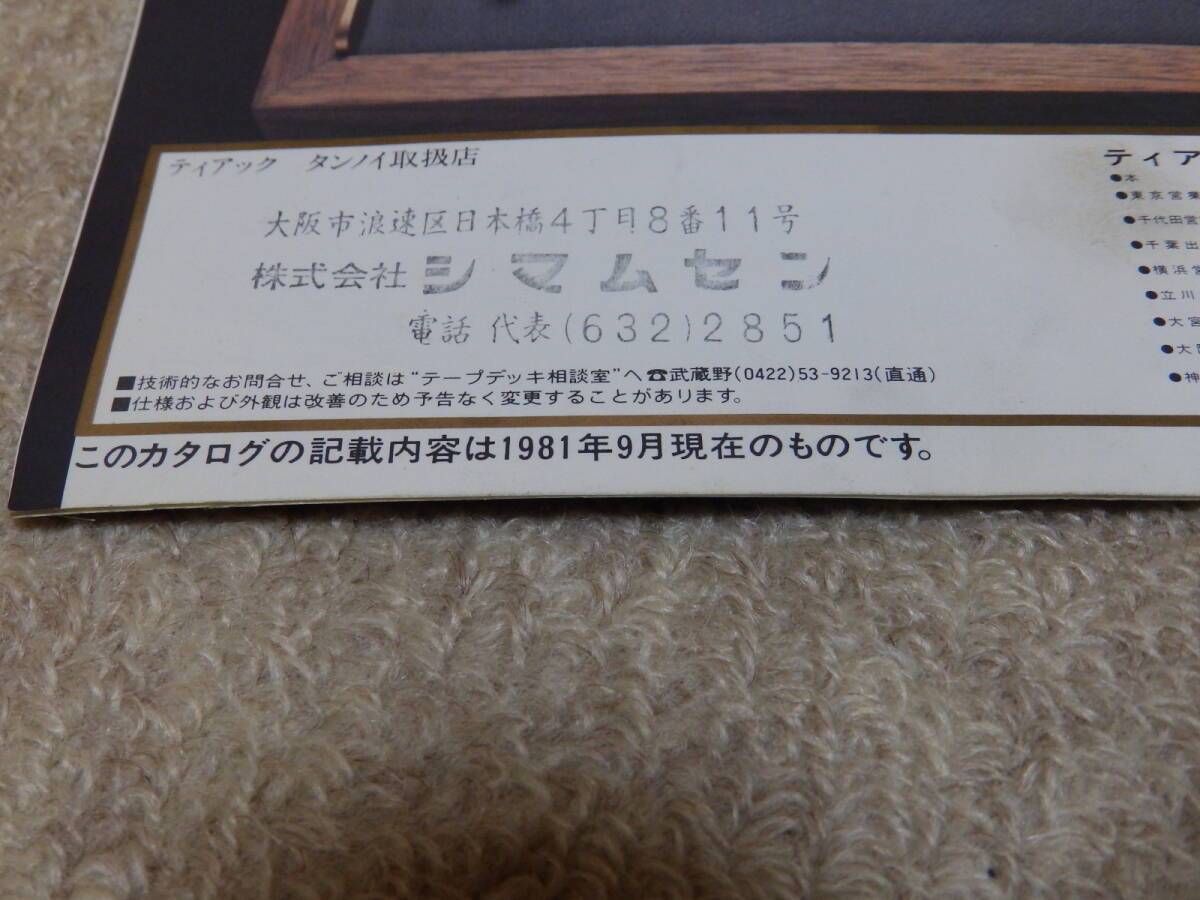 ティアック タンノイ取扱店
大阪市浪速区日本橋4丁目8番11号
株式会社 シマムセン
電話 代表(632)2851
■技術的なお問合せ、ご相談は“テープデッキ相談室”へ☎武蔵野(0422)53-9213(直通)
■仕様および外観は改善のため予告なく変更することがあります。
このカタログの記載内容は1981年9月現在のものです。
ティア
●本
●東京営業
●千代田営
●千葉出
●横浜営
●立川
●大宮
●大阪
●神